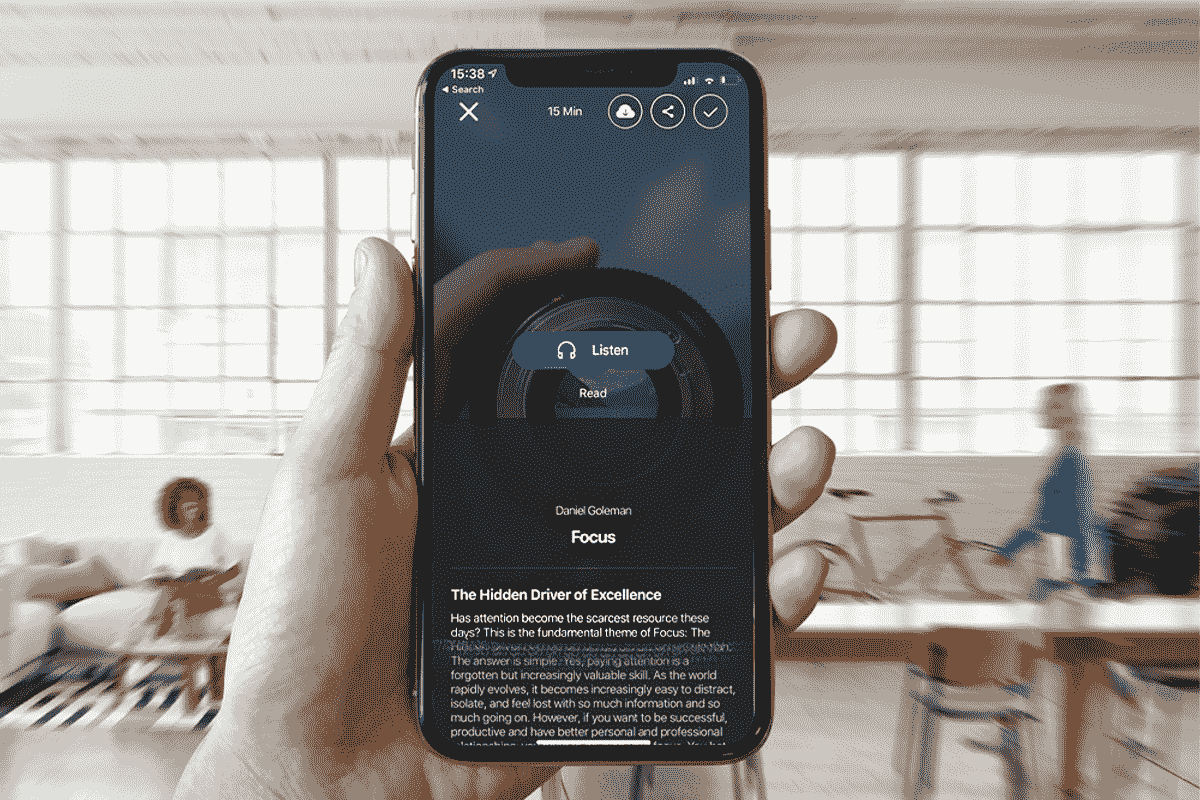 15:38
Search
15 Min
Listen
Read
Daniel Goleman
Focus
The Hidden Driver of Excellence
Has attention become the scarcest resource these
days? This is the fundamental theme of Focus: The
The answer is simple. Yes, paying attention is a
forgotten but increasingly valuable skill. As the world
rapidly evolves, it becomes increasingly easy to distract,
isolate, and feel lost with so much information and so
much going on. However, if you want to be successful,
productive and have better personal and professional